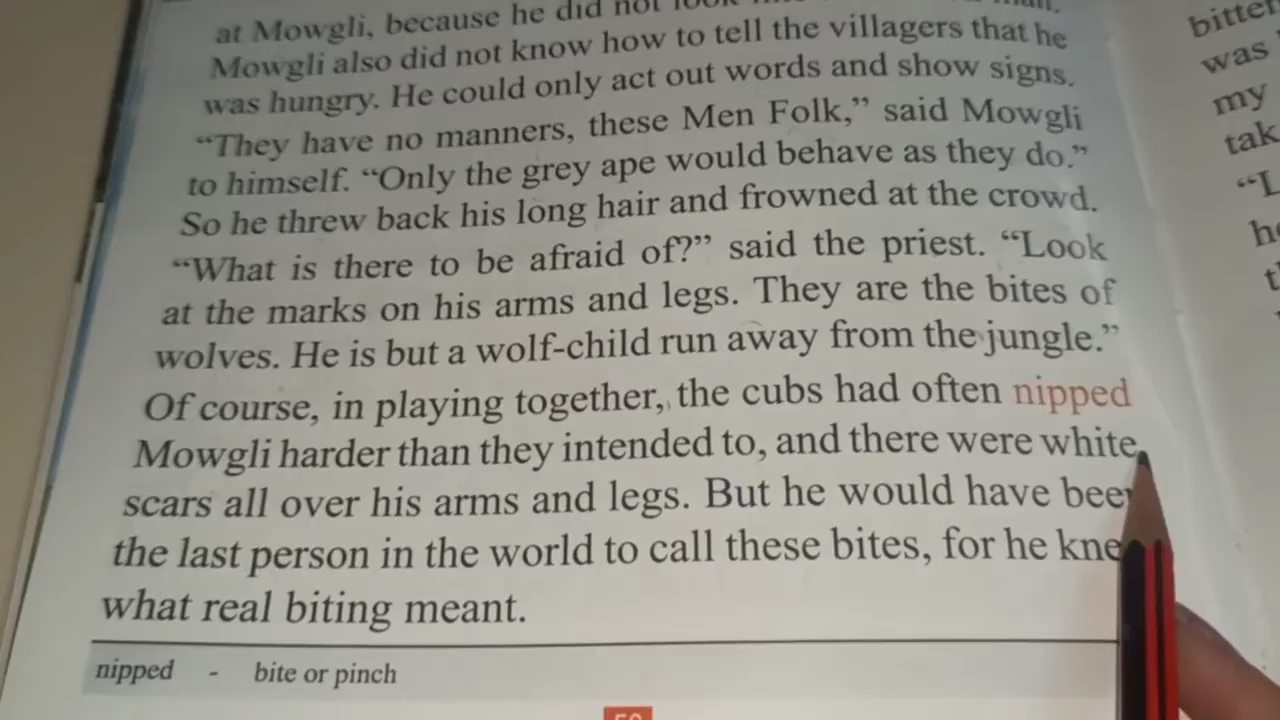 at Mowgli, because he did not
Mowgli also did not know how to tell the villagers that he
was hungry. He could only act out words and show signs.
“They have no manners, these Men Folk,” said Mowgli
to himself. “Only the grey ape would behave as they do.”
So he threw back his long hair and frowned at the crowd.
“What is there to be afraid of?” said the priest. “Look
at the marks on his arms and legs. They are the bites of
wolves. He is but a wolf-child run away from the jungle.”
Of course, in playing together, the cubs had often nipped
Mowgli harder than they intended to, and there were white
scars all over his arms and legs. But he would have
the last person in the world to call these bites, for he
what real biting meant.
nipped - bite or pinch
bitter
was
my